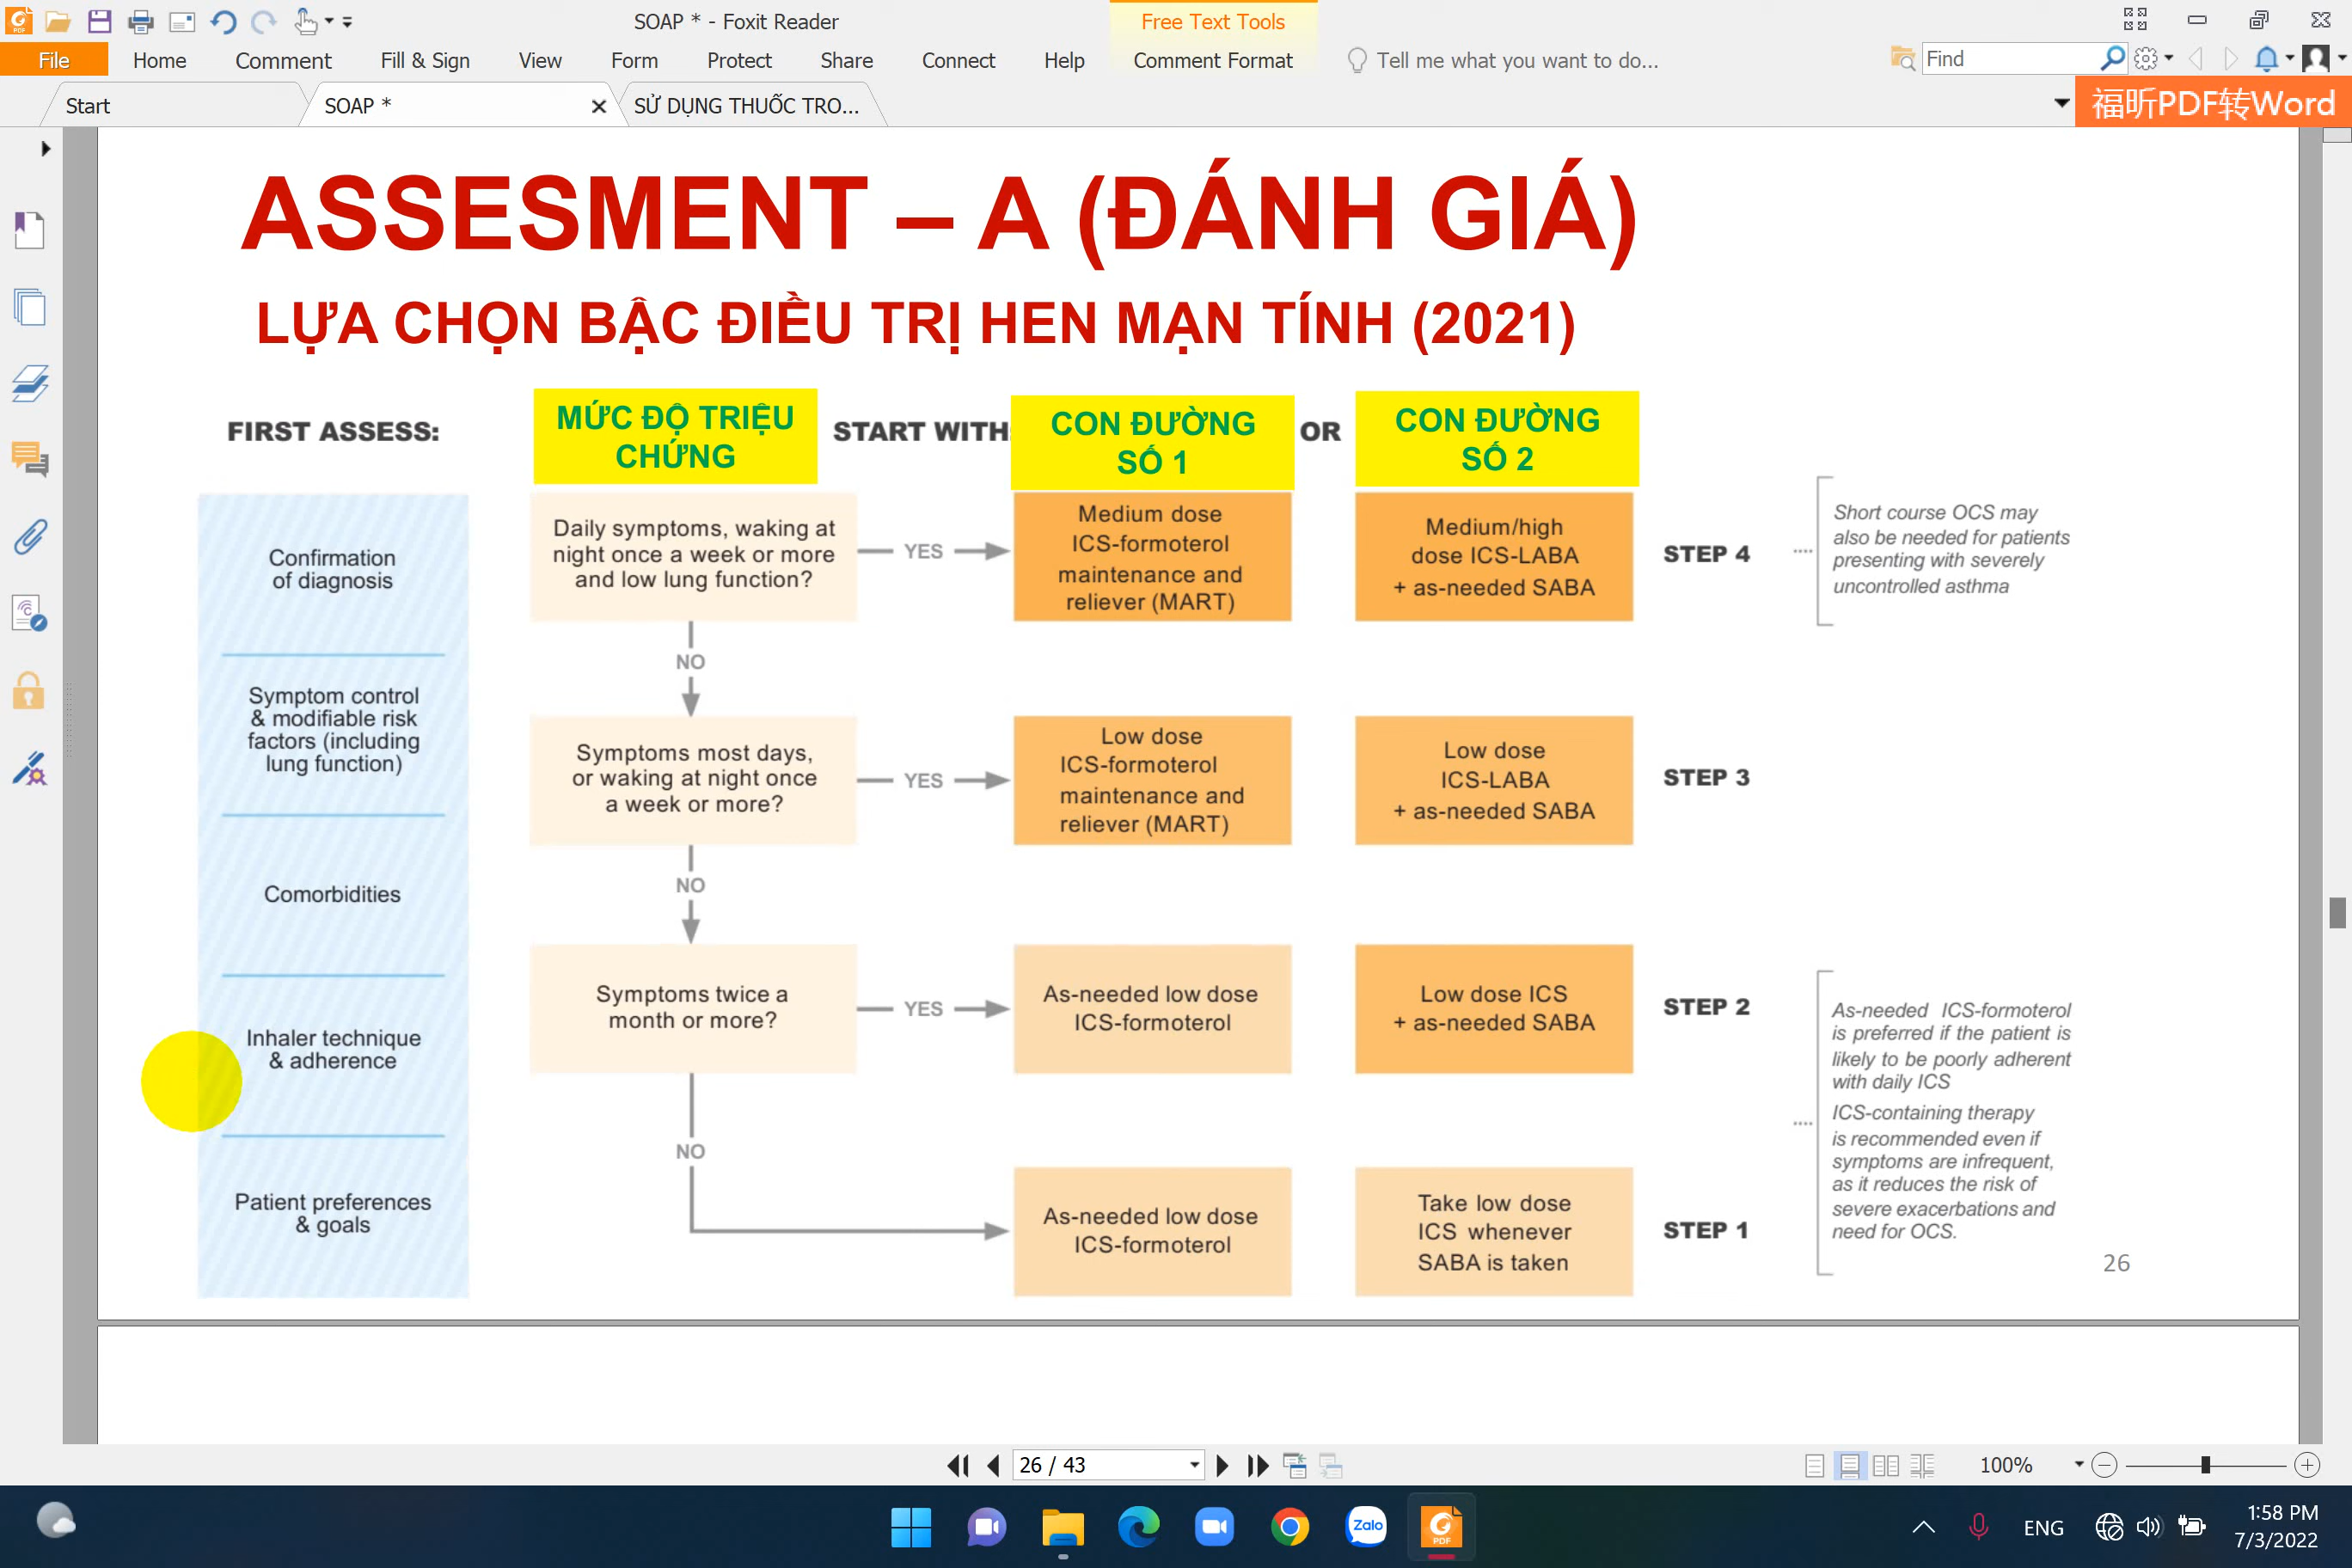 SOAP * - Foxit Reader
Free Text Tools
File
Home
Comment
Fill & Sign
View
Form
Protect
Share
Connect
Help
Comment Format
Tell me what you want to do...
Find
Start
SOAP *
SỬ DỤNG THUỐC TRO...
福昕PDF转Word
ASSESMENT – A (ĐÁNH GIÁ)
LỰA CHỌN BẬC ĐIỀU TRỊ HEN MẠN TÍNH (2021)
FIRST ASSESS:
MỨC ĐỘ TRIỆU
CHỨNG
START WITH:
CON ĐƯỜNG
SỐ 1
OR
CON ĐƯỜNG
SỐ 2
Confirmation
of diagnosis
Symptom control
& modifiable risk
factors (including
lung function)
Comorbidities
Inhaler technique
& adherence
Patient preferences
& goals
Daily symptoms, waking at
night once a week or more
and low lung function?
YES
Medium dose
ICS-formoterol
maintenance and
reliever (MART)
Medium/high
dose ICS-LABA
+ as-needed SABA
STEP 4
Short course OCS may
also be needed for patients
presenting with severely
uncontrolled asthma
NO
Symptoms most days,
or waking at night once
a week or more?
YES
Low dose
ICS-formoterol
maintenance and
reliever (MART)
Low dose
ICS-LABA
+ as-needed SABA
STEP 3
NO
Symptoms twice a
month or more?
YES
As-needed low dose
ICS-formoterol
Low dose ICS
+ as-needed SABA
STEP 2
As-needed ICS-formoterol
is preferred if the patient is
likely to be poorly adherent
with daily ICS
ICS-containing therapy
is recommended even if
symptoms are infrequent,
as it reduces the risk of
severe exacerbations and
need for OCS.
NO
As-needed low dose
ICS-formoterol
Take low dose
ICS whenever
SABA is taken
STEP 1
26
26 / 43
100%
Zalo
PDF
ENG
1:58 PM
7/3/2022